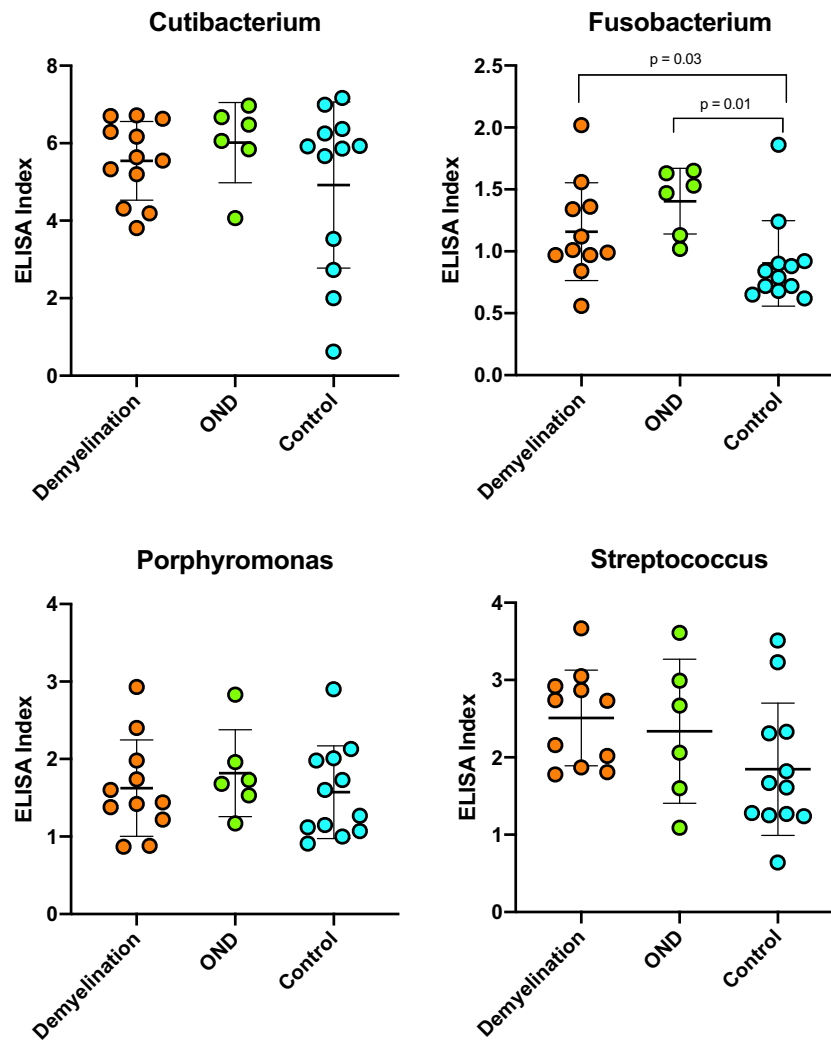 Cutibacterium
ELISA Index
8
6
4
2
0
Demyelination
OND
Control
Fusobacterium
p = 0.03
p = 0.01
ELISA Index
2.5
2.0
1.5
1.0
0.5
0.0
Demyelination
OND
Control
Porphyromonas
ELISA Index
4
3
2
1
0
Demyelination
OND
Control
Streptococcus
ELISA Index
4
3
2
1
0
Demyelination
OND
Control